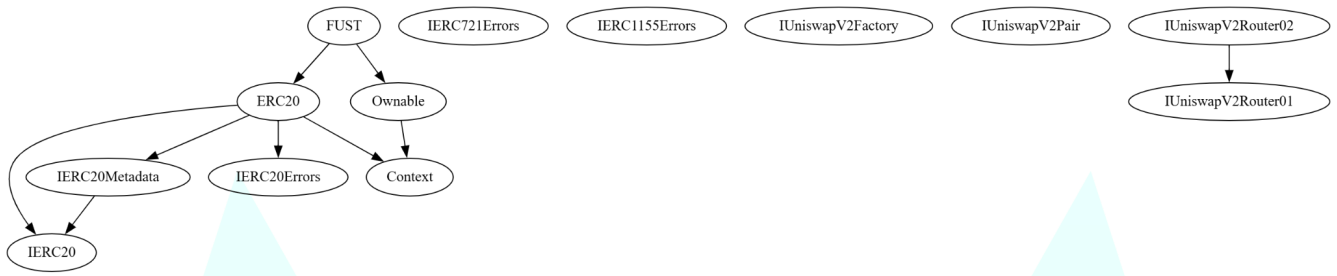 FUST
IERC721Errors
IERC1155Errors
IUniswapV2Factory
IUniswapV2Pair
IUniswapV2Router02
ERC20
Ownable
IUniswapV2Router01
IERC20Metadata
IERC20Errors
Context
IERC20